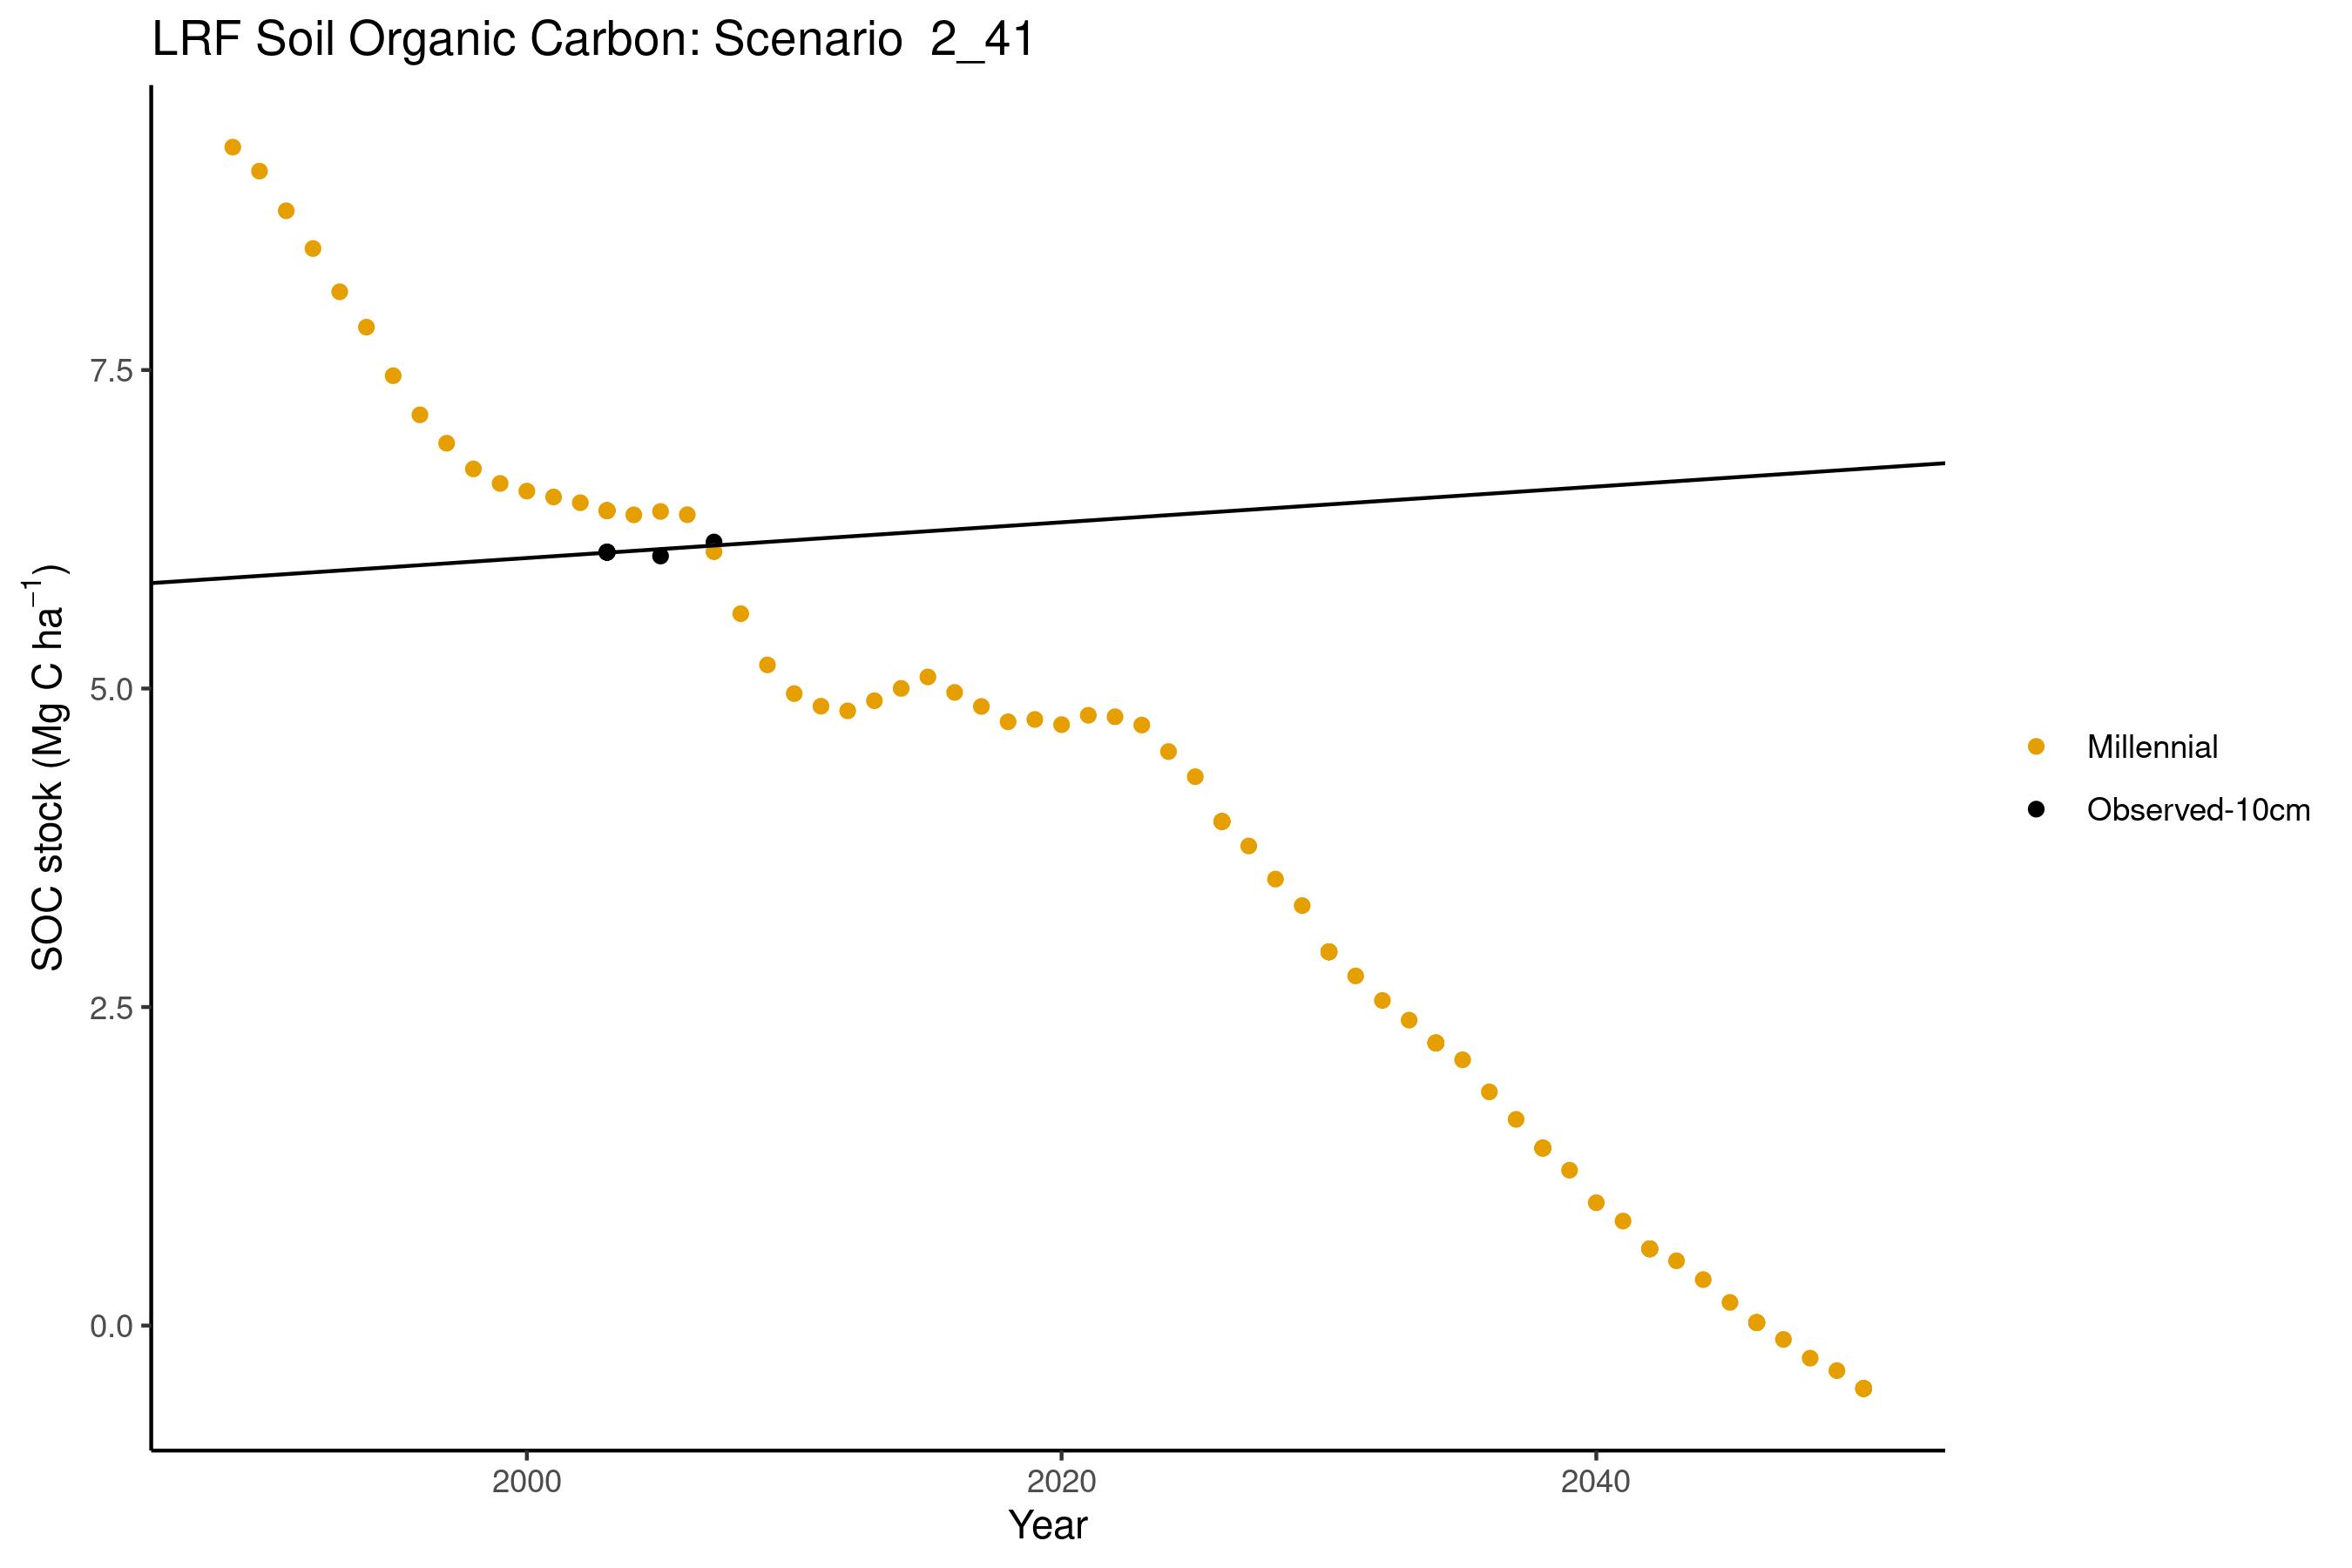 LRF Soil Organic Carbon: Scenario  2_41
SOC stock (Mg C ha⁻¹)
7.5
5.0
2.5
0.0
2000
2020
2040
Year
Millennial
Observed-10cm